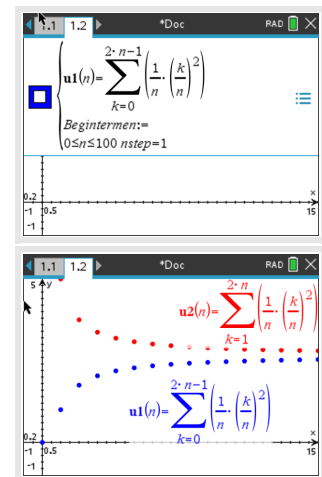 1.1 1.2 *Doc RAD
2· n−1
u1(n)= ∑ (1/n · (k/n)²)
k=0
Begintermen:=
0≤n≤100 nstep=1
0.2
x
-1 0.5 15
-1
1.1 1.2 *Doc RAD
5 y
2· n
u2(n)= ∑ (1/n · (k/n)²)
k=1
2· n−1
u1(n)= ∑ (1/n · (k/n)²)
k=0
0.2
x
-1 0.5 15
-1